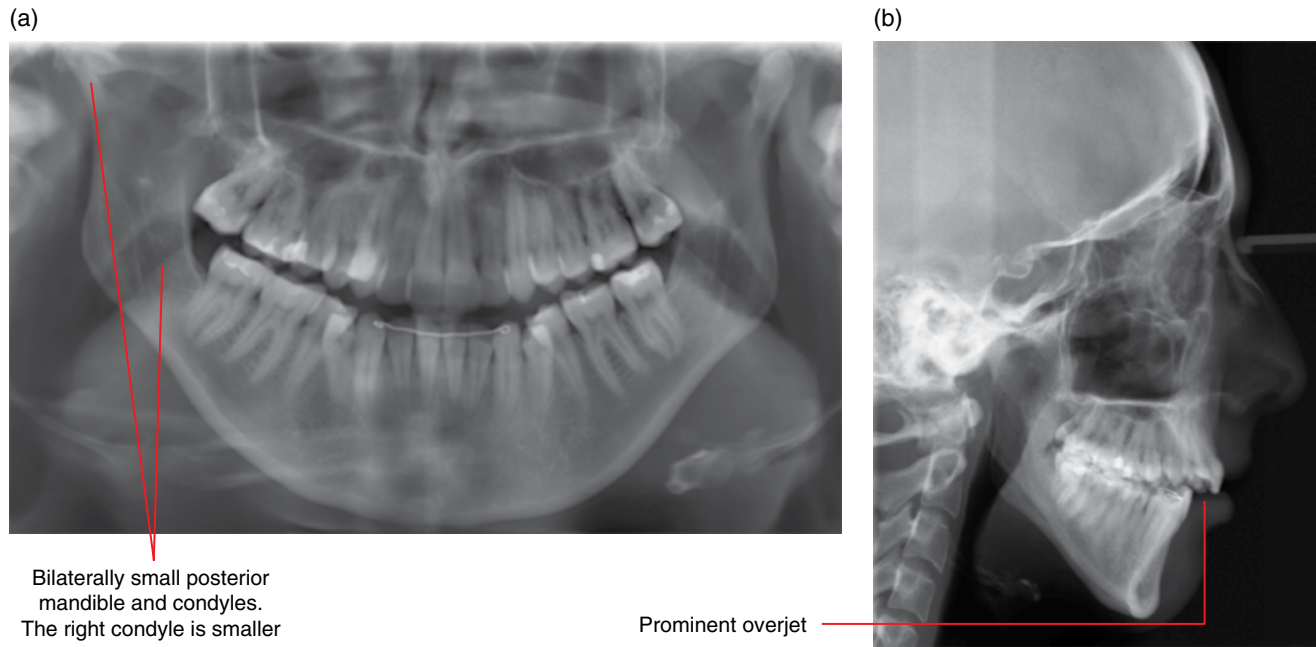 (a)
(b)
Bilaterally small posterior
mandible and condyles.
The right condyle is smaller
Prominent overjet